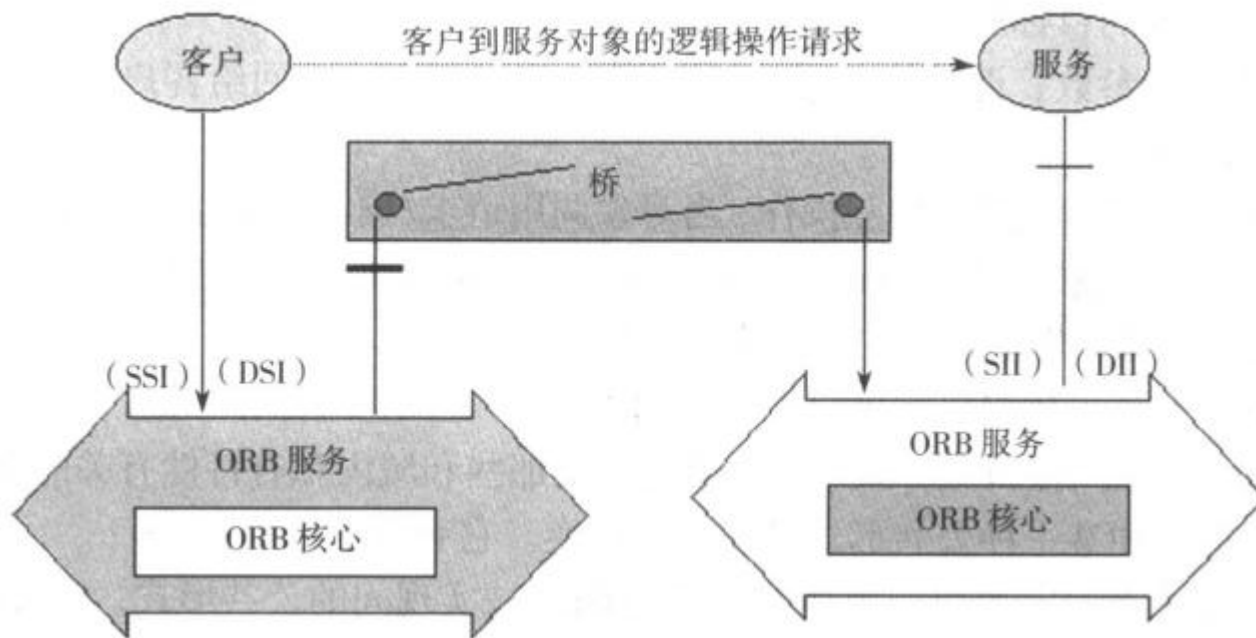 客户到服务对象的逻辑操作请求
客户
服务
桥
(SSI) (DSI)
(SII) (DII)
ORB 服务
ORB 服务
ORB 核心
ORB 核心